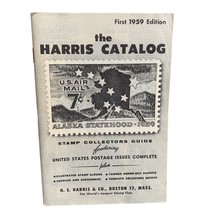 First 1959 Edition
the
HARRIS CATALOG
U.S. AIR MAIL
7¢
ALASKA STATEHOOD · 1959
STAMP COLLECTORS GUIDE
featuring
UNITED STATES POSTAGE ISSUES COMPLETE
plus
H. E. HARRIS & CO., BOSTON 17, MASS.
The World's Largest Stamp Firm